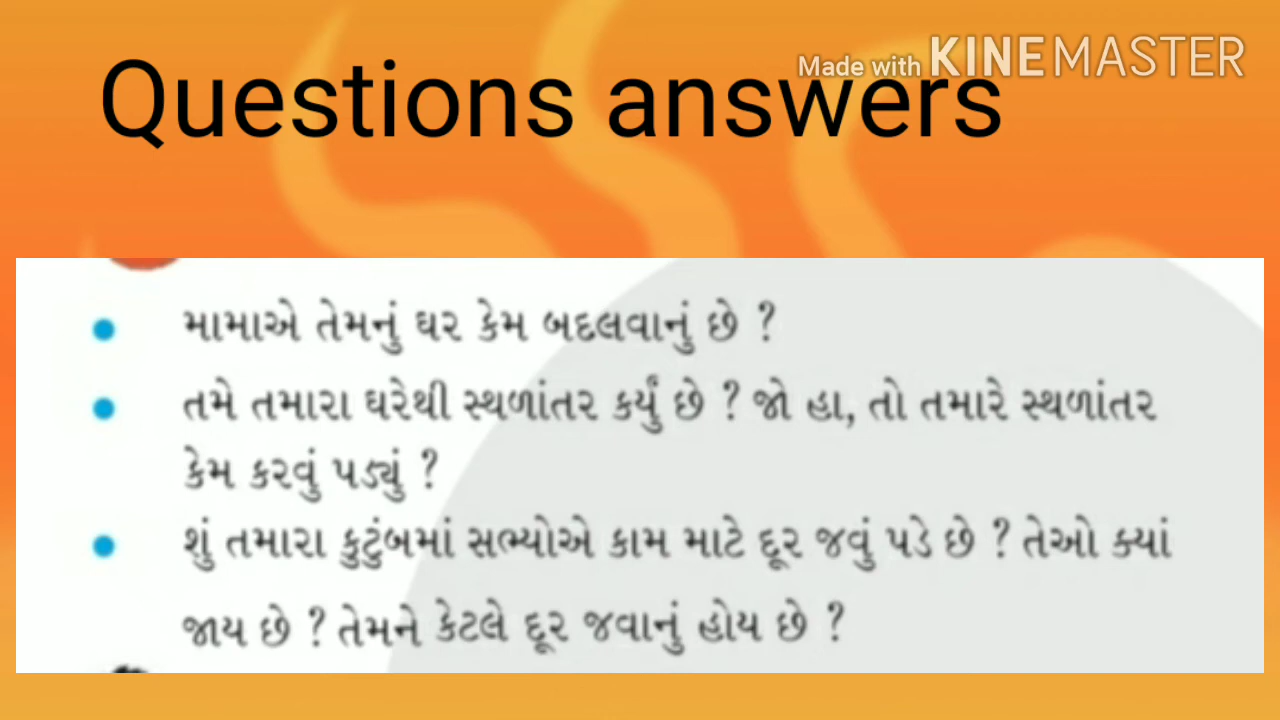 Made with KINEMASTER
Questions answers
મામાએ તેમનું ઘર કેમ બદલવાનું છે ?
તમે તમારા ઘરેથી સ્થળાંતર કર્યું છે ? જો હા, તો તમારે સ્થળાંતર
કેમ કરવું પડ્યું ?
શું તમારા કુટુંબમાં સભ્યોએ કામ માટે દૂર જવું પડે છે ? તેઓ ક્યાં
જાય છે ? તેમને કેટલે દૂર જવાનું હોય છે ?